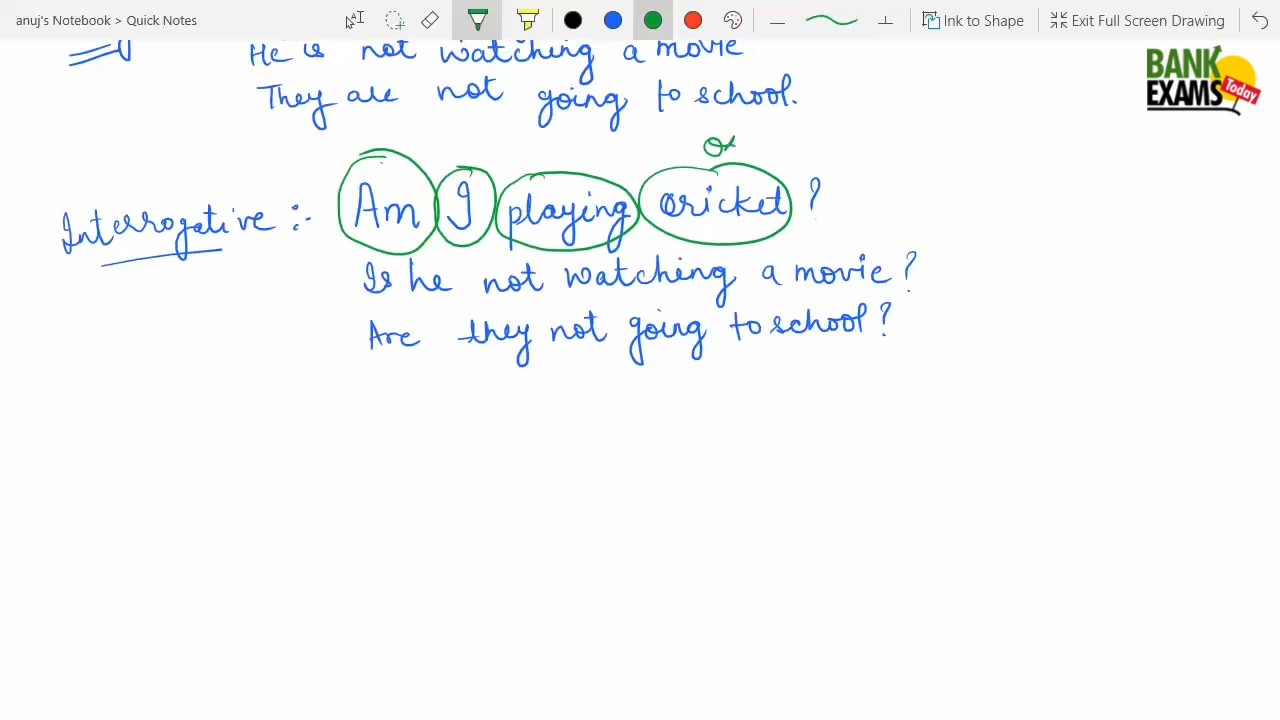 anuj's Notebook > Quick Notes
Ink to Shape
Exit Full Screen Drawing
BANK EXAMS Today
He is not watching a movie
They are not going to school.
Interrogative :- Am I playing cricket ?
Is he not watching a movie?
Are they not going to school?